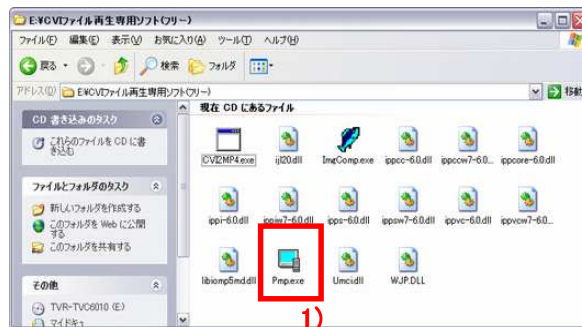 E:¥CVIファイル再生専用ソフト(フリー)
ファイル(F) 編集(E) 表示(V) お気に入り(A) ツール(T) ヘルプ(H)
戻る 検索 フォルダ
アドレス(D) E:¥CVIファイル再生専用ソフト(フリー) 移動
現在 CD にあるファイル
CD 書き込みのタスク
これらのファイルを CD に書き込む
CVI2MP4.exe ijl20.dll ImgComp.exe ippcc-6.0.dll ippccw7-6.0... ippcore-6.0.dll
ファイルとフォルダのタスク
新しいフォルダを作成する
このフォルダを Web に公開する
このフォルダを共有する
ippi-6.0.dll ippiw7-6.0.dll ipps-6.0.dll ippsw7-6.0.dll ippvc-6.0.dll ippvcw7-6.0...
libiomp5md.dll Pmp.exe Umci.dll WJP.DLL
その他
TVR-TVC6010 (E:)
マイ ドキュ
1)